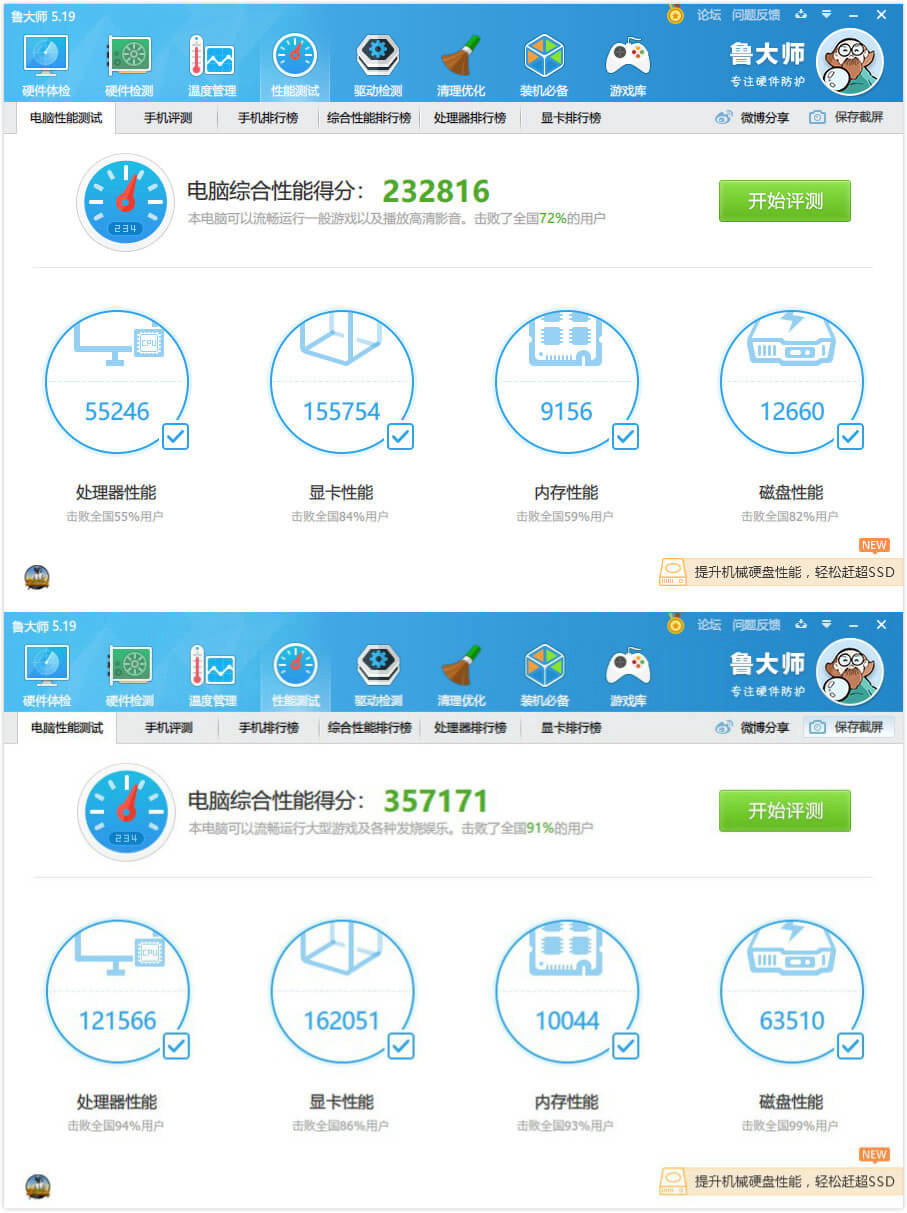 鲁大师 5.19 论坛 问题反馈
硬件体检 硬件检测 温度管理 性能测试 驱动检测 清理优化 装机必备 游戏库 鲁大师 专注硬件防护
电脑性能测试 手机评测 手机排行榜 综合性能排行榜 处理器排行榜 显卡排行榜 微博分享 保存截屏
电脑综合性能得分： 232816
本电脑可以流畅运行一般游戏以及播放高清影音。击败了全国72%的用户
234
开始评测
CPU
55246 155754 9156 12660
处理器性能 显卡性能 内存性能 磁盘性能
击败全国55%用户 击败全国84%用户 击败全国59%用户 击败全国82%用户
NEW
提升机械硬盘性能，轻松赶超SSD
鲁大师 5.19 论坛 问题反馈
硬件体检 硬件检测 温度管理 性能测试 驱动检测 清理优化 装机必备 游戏库 鲁大师 专注硬件防护
电脑性能测试 手机评测 手机排行榜 综合性能排行榜 处理器排行榜 显卡排行榜 微博分享 保存截屏
电脑综合性能得分： 357171
本电脑可以流畅运行大型游戏及各种发烧娱乐。击败了全国91%的用户
234
开始评测
CPU
121566 162051 10044 63510
处理器性能 显卡性能 内存性能 磁盘性能
击败全国94%用户 击败全国86%用户 击败全国93%用户 击败全国99%用户
NEW
提升机械硬盘性能，轻松赶超SSD